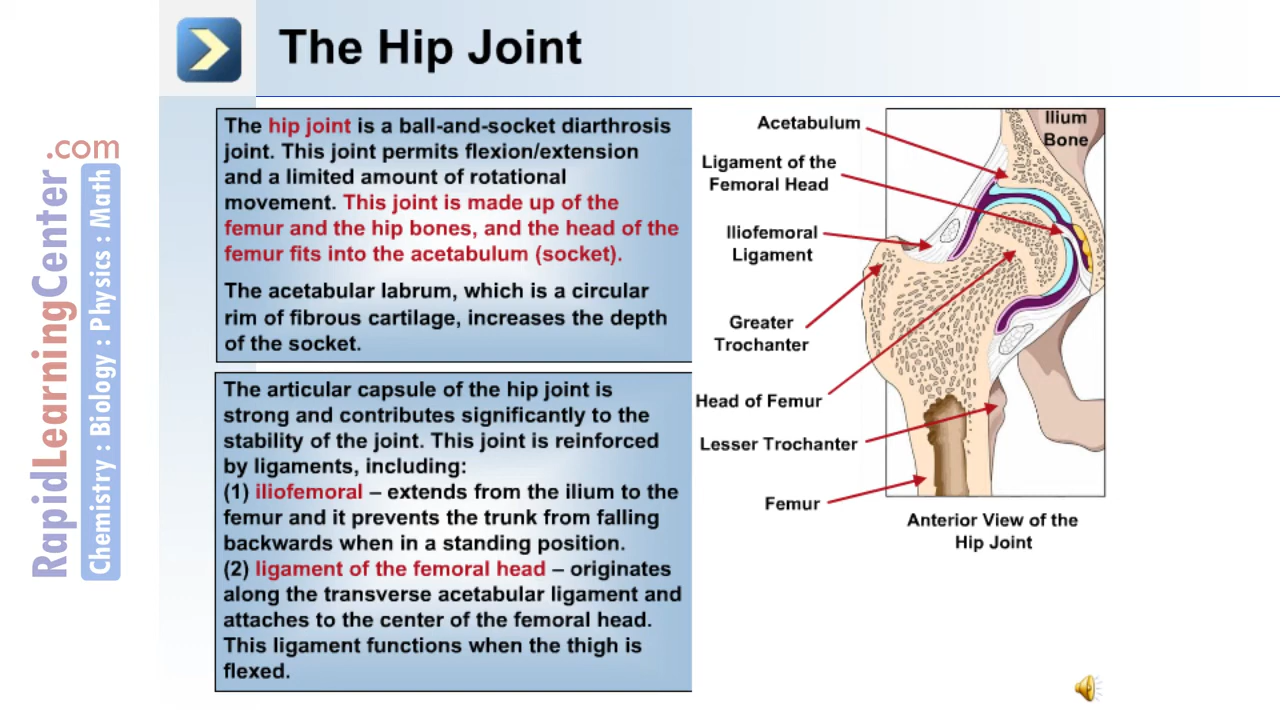 The Hip Joint
RapidLearningCenter.com
Chemistry : Biology : Physics : Math
The hip joint is a ball-and-socket diarthrosis
joint. This joint permits flexion/extension
and a limited amount of rotational
movement. This joint is made up of the
femur and the hip bones, and the head of the
femur fits into the acetabulum (socket).
The acetabular labrum, which is a circular
rim of fibrous cartilage, increases the depth
of the socket.
The articular capsule of the hip joint is
strong and contributes significantly to the
stability of the joint. This joint is reinforced
by ligaments, including:
(1) iliofemoral – extends from the ilium to the
femur and it prevents the trunk from falling
backwards when in a standing position.
(2) ligament of the femoral head – originates
along the transverse acetabular ligament and
attaches to the center of the femoral head.
This ligament functions when the thigh is
flexed.
Ilium
Bone
Acetabulum
Ligament of the
Femoral Head
Iliofemoral
Ligament
Greater
Trochanter
Head of Femur
Lesser Trochanter
Femur
Anterior View of the
Hip Joint